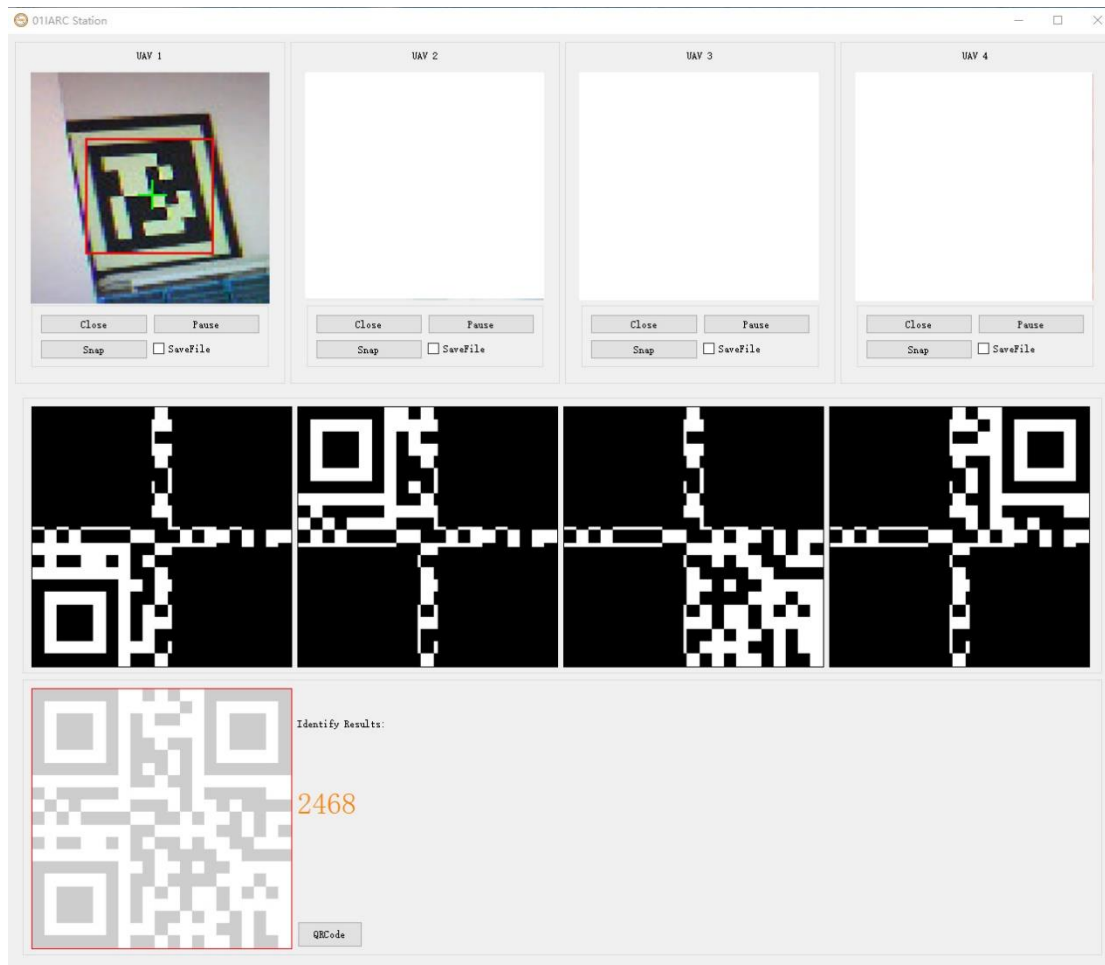 01IARC Station
UAV 1
UAV 2
UAV 3
UAV 4
Close
Pause
Close
Pause
Close
Pause
Close
Pause
Snap
SaveFile
Snap
SaveFile
Snap
SaveFile
Snap
SaveFile
Identify Results:
2468
QRCode